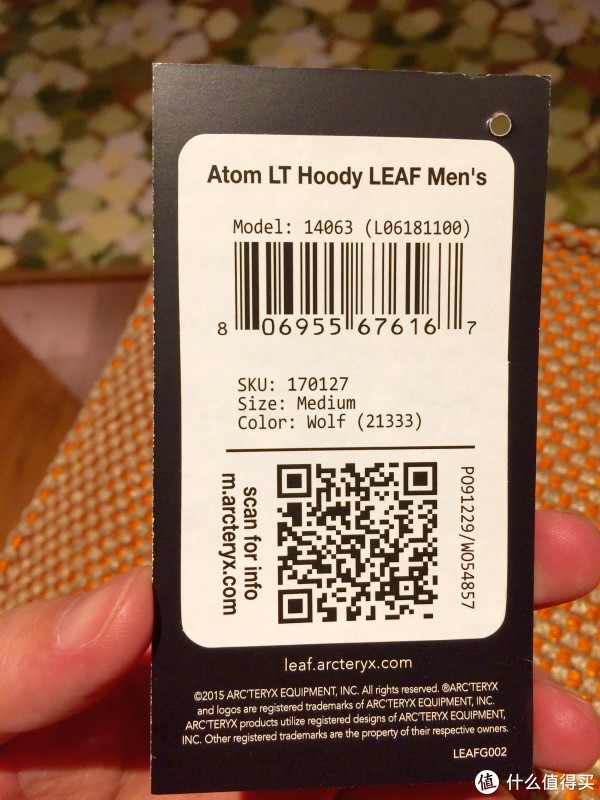 Atom LT Hoody LEAF Men's
Model: 14063 (L06181100)
8 06955 67616 7
SKU: 170127
Size: Medium
Color: Wolf (21333)
scan for info
m.arcteryx.com
P091229/W054857
leaf.arcteryx.com
©2015 ARC'TERYX EQUIPMENT, INC. All rights reserved. ®ARC'TERYX
and logos are registered trademarks of ARC'TERYX EQUIPMENT, INC.
ARC'TERYX products utilize registered designs of ARC'TERYX EQUIPMENT,
INC. Other registered trademarks are the property of their respective owners.
LEAFG002
值 什么值得买